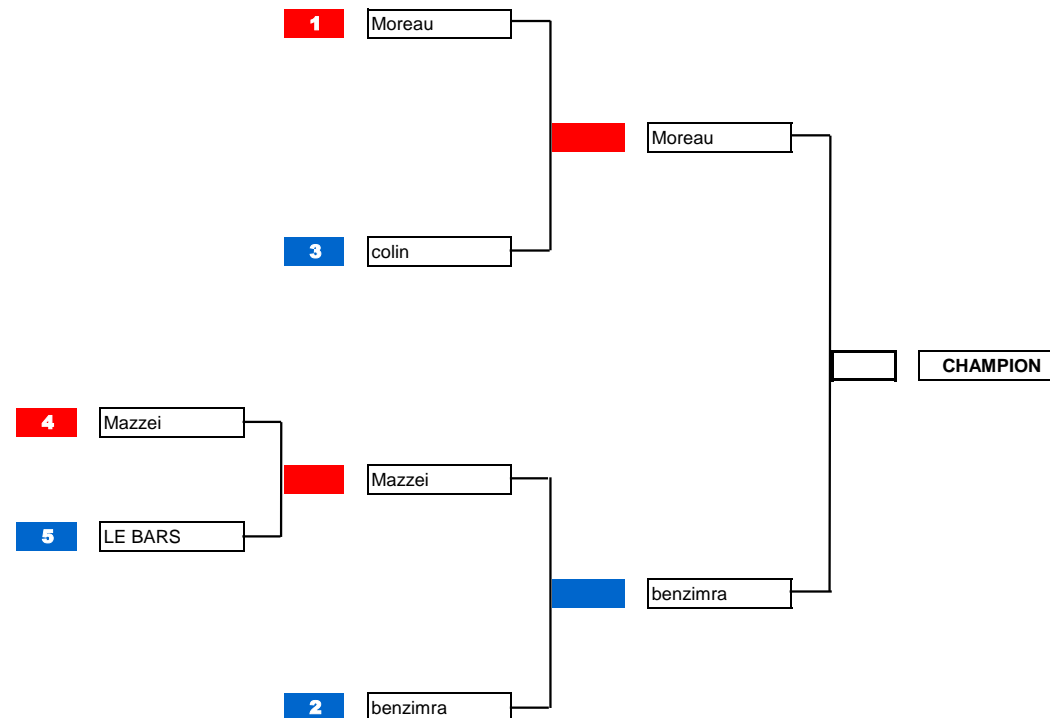 1 Moreau
Moreau
3 colin
CHAMPION
4 Mazzei
Mazzei
5 LE BARS
benzimra
2 benzimra